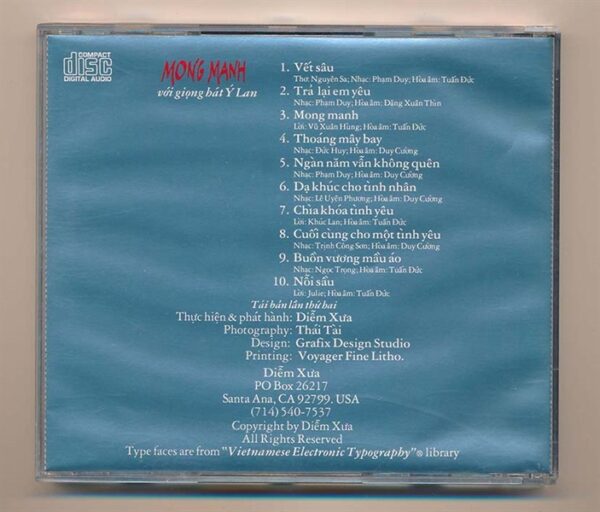 COMPACT
disc
DIGITAL AUDIO
MONG MANH
với giọng hát Ý Lan
1. Vết sâu
Thơ: Nguyên Sa; Nhạc: Phạm Duy; Hòa âm: Tuấn Đức
2. Trả lại em yêu
Nhạc: Phạm Duy; Hòa âm: Đăng Xuân Thìn
3. Mong manh
Lời: Vũ Xuân Hùng; Hòa âm: Tuấn Đức
4. Thoáng mây bay
Nhạc: Đức Huy; Hòa âm: Duy Cường
5. Ngàn năm vẫn không quên
Nhạc: Phạm Duy; Hòa âm: Duy Cường
6. Dạ khúc cho tình nhân
Nhạc: Lê Uyên Phương; Hòa âm: Duy Cường
7. Chìa khóa tình yêu
Lời: Khúc Lan; Hòa âm: Tuấn Đức
8. Cuối cùng cho một tình yêu
Nhạc: Trịnh Công Sơn; Hòa âm: Duy Cường
9. Buồn vương mầu áo
Nhạc: Ngọc Trọng; Hòa âm: Tuấn Đức
10. Nỗi sầu
Lời: Julie; Hòa âm: Tuấn Đức
Tái bản lần thứ hai
Thực hiện & phát hành: Diễm Xưa
Photography: Thái Tài
Design: Grafix Design Studio
Printing: Voyager Fine Litho.
Diễm Xưa
PO Box 26217
Santa Ana, CA 92799. USA
(714) 540-7537
Copyright by Diễm Xưa
All Rights Reserved
Type faces are from "Vietnamese Electronic Typography"® library